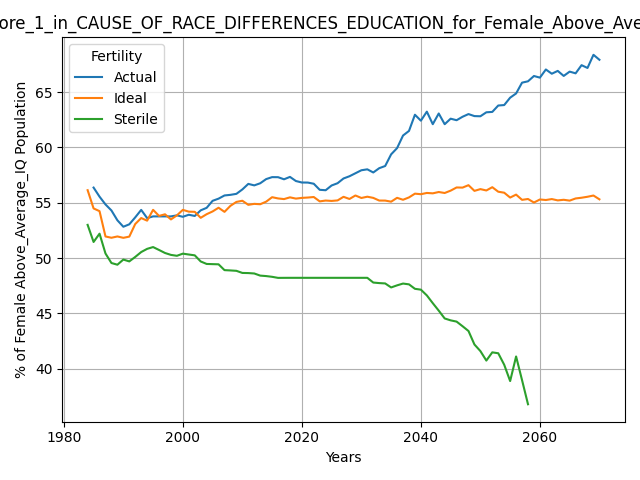 ore_1_in_CAUSE_OF_RACE_DIFFERENCES_EDUCATION_for_Female_Above_Ave
Fertility
Actual
Ideal
Sterile
% of Female Above_Average_IQ Population
65
60
55
50
45
40
1980
2000
2020
2040
2060
Years